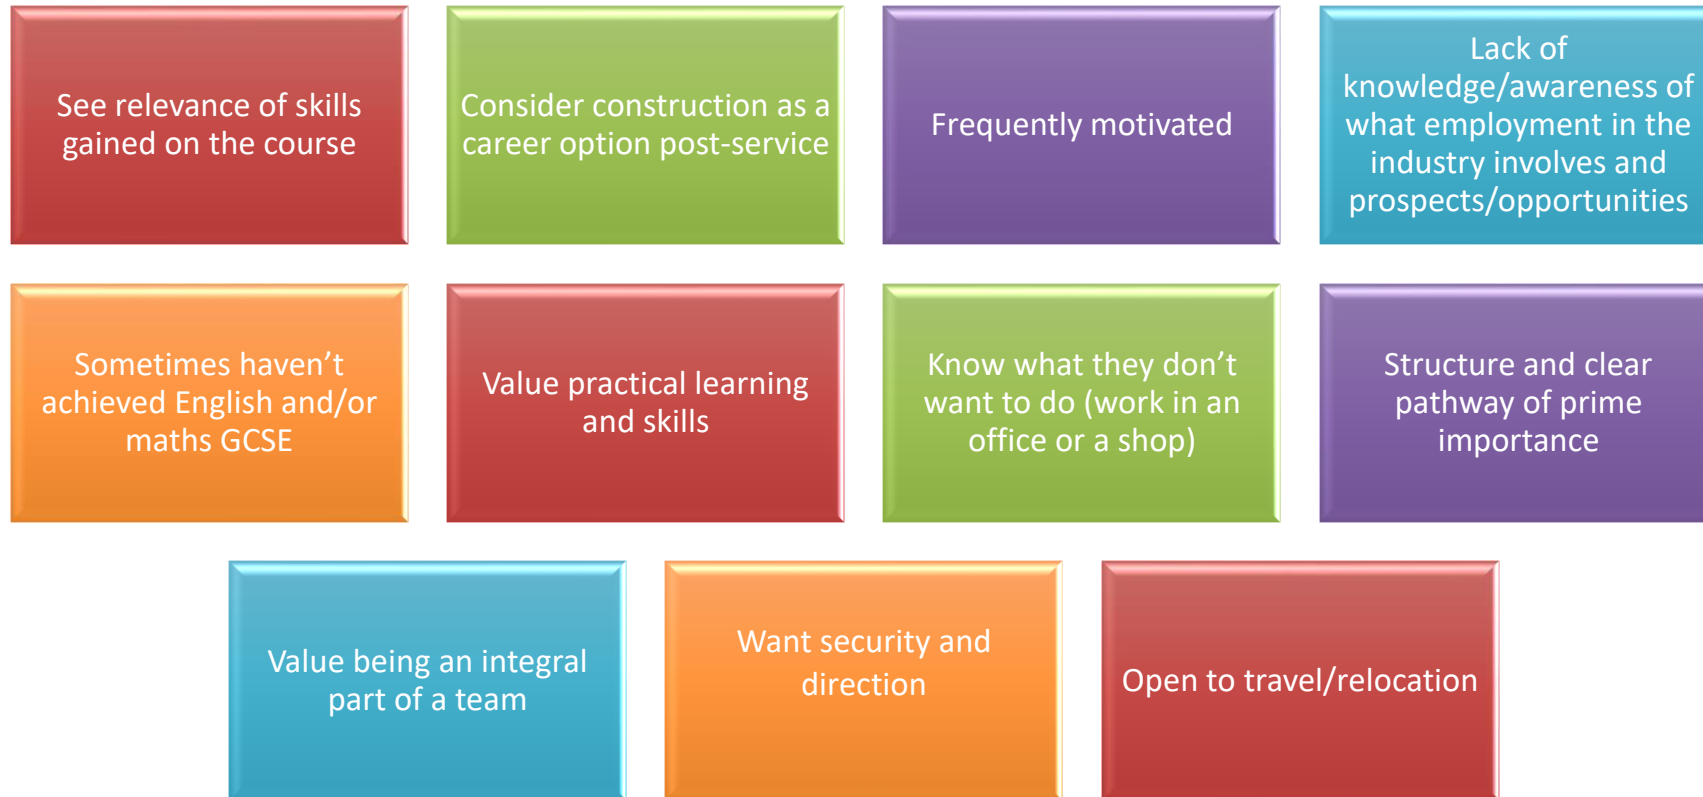 See relevance of skills
gained on the course
Consider construction as a
career option post-service
Frequently motivated
Lack of
knowledge/awareness of
what employment in the
industry involves and
prospects/opportunities
Sometimes haven’t
achieved English and/or
maths GCSE
Value practical learning
and skills
Know what they don’t
want to do (work in an
office or a shop)
Structure and clear
pathway of prime
importance
Value being an integral
part of a team
Want security and
direction
Open to travel/relocation